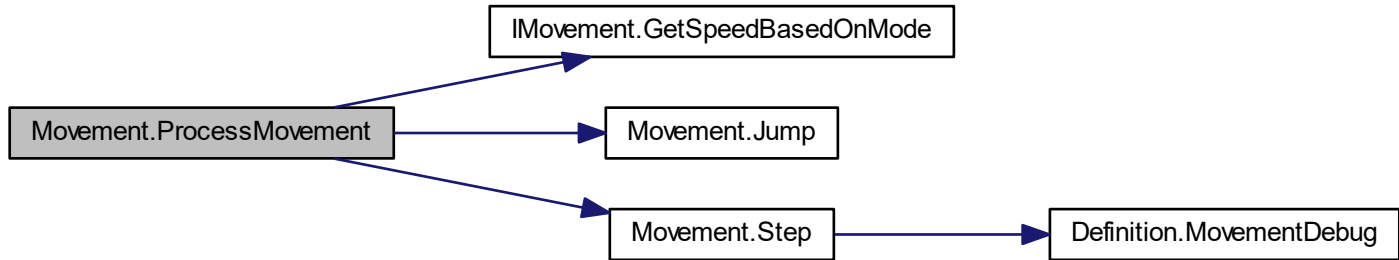 IMovement.GetSpeedBasedOnMode
Movement.ProcessMovement
Movement.Jump
Movement.Step
Definition.MovementDebug